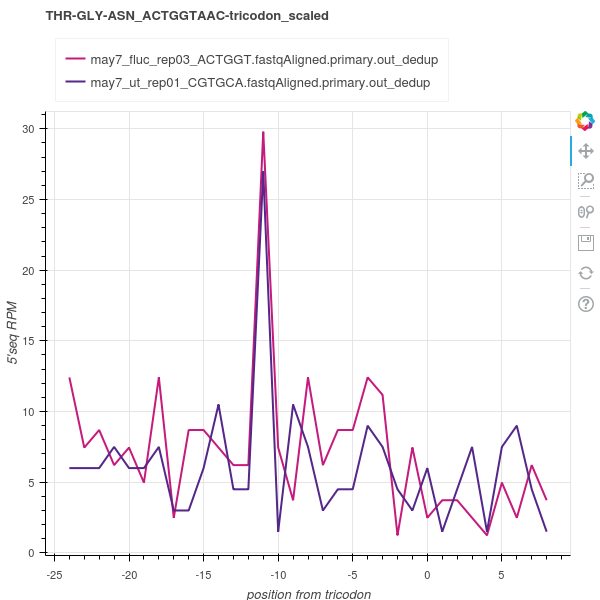 THR-GLY-ASN_ACTGGTAAC-tricodon_scaled
may7_fluc_rep03_ACTGGT.fastqAligned.primary.out_dedup
may7_ut_rep01_CGTGCA.fastqAligned.primary.out_dedup
30
25
20
15
10
5
0
5'seq RPM
-25 -20 -15 -10 -5 0 5
position from tricodon